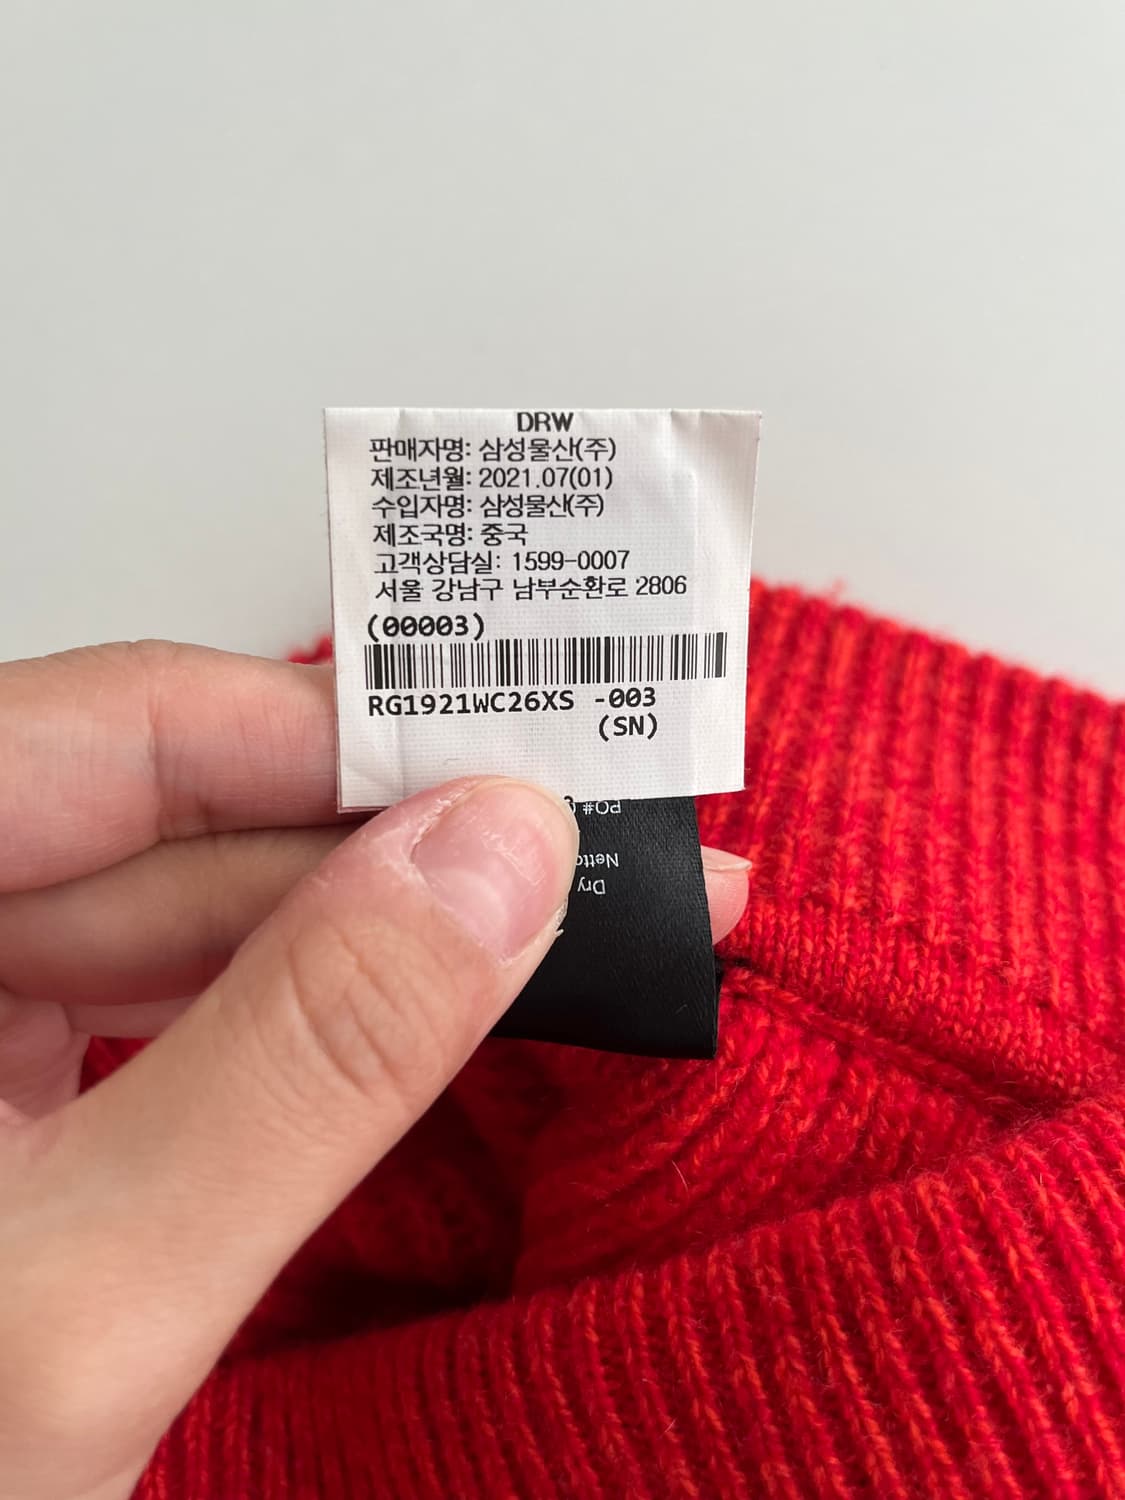 DRW
판매자명: 삼성물산(주)
제조년월: 2021.07(01)
수입자명: 삼성물산(주)
제조국명: 중국
고객상담실: 1599-0007
서울 강남구 남부순환로 2806
(00003)
RG1921WC26XS -003
(SN)
PO#
Dry